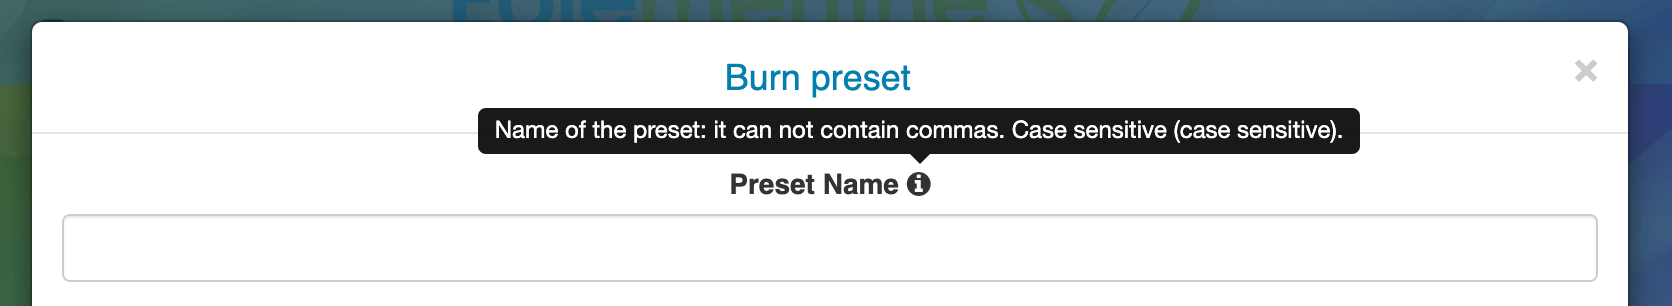 Burn preset
×
Name of the preset: it can not contain commas. Case sensitive (case sensitive).
Preset Name